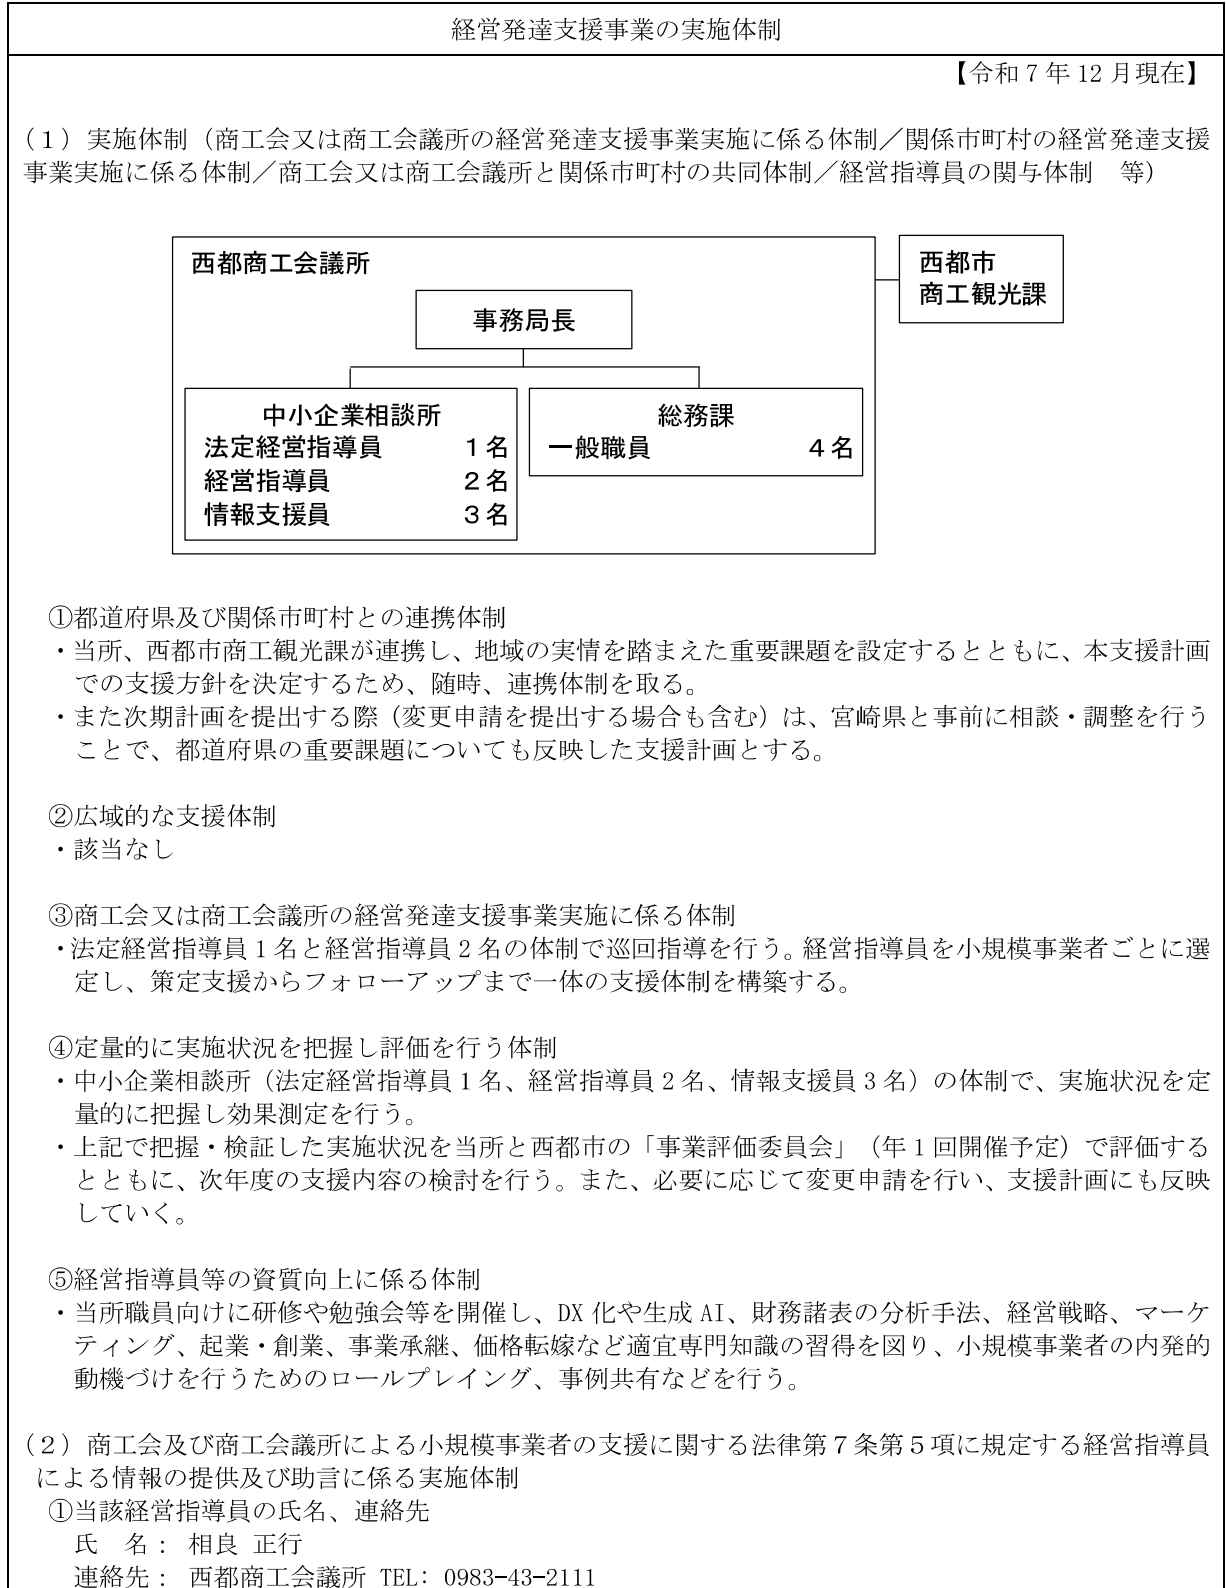 経営発達支援事業の実施体制
【令和７年 12 月現在】
（１）実施体制（商工会又は商工会議所の経営発達支援事業実施に係る体制／関係市町村の経営発達支援
事業実施に係る体制／商工会又は商工会議所と関係市町村の共同体制／経営指導員の関与体制　等）
西都商工会議所
西都市
商工観光課
事務局長
中小企業相談所
法定経営指導員　１名
経営指導員　２名
情報支援員　３名
総務課
一般職員　４名
①都道府県及び関係市町村との連携体制
・当所、西都市商工観光課が連携し、地域の実情を踏まえた重要課題を設定するとともに、本支援計画
での支援方針を決定するため、随時、連携体制を取る。
・また次期計画を提出する際（変更申請を提出する場合も含む）は、宮崎県と事前に相談・調整を行う
ことで、都道府県の重要課題についても反映した支援計画とする。
②広域的な支援体制
・該当なし
③商工会又は商工会議所の経営発達支援事業実施に係る体制
・法定経営指導員１名と経営指導員２名の体制で巡回指導を行う。経営指導員を小規模事業者ごとに選
定し、策定支援からフォローアップまで一体の支援体制を構築する。
④定量的に実施状況を把握し評価を行う体制
・中小企業相談所（法定経営指導員１名、経営指導員２名、情報支援員３名）の体制で、実施状況を定
量的に把握し効果測定を行う。
・上記で把握・検証した実施状況を当所と西都市の「事業評価委員会」（年１回開催予定）で評価する
とともに、次年度の支援内容の検討を行う。また、必要に応じて変更申請を行い、支援計画にも反映
していく。
⑤経営指導員等の資質向上に係る体制
・当所職員向けに研修や勉強会等を開催し、DX 化や生成 AI、財務諸表の分析手法、経営戦略、マーケ
ティング、起業・創業、事業承継、価格転嫁など適宜専門知識の習得を図り、小規模事業者の内発的
動機づけを行うためのロールプレイング、事例共有などを行う。
（２）商工会及び商工会議所による小規模事業者の支援に関する法律第７条第５項に規定する経営指導員
による情報の提供及び助言に係る実施体制
①当該経営指導員の氏名、連絡先
氏　名： 相良 正行
連絡先： 西都商工会議所 TEL: 0983-43-2111